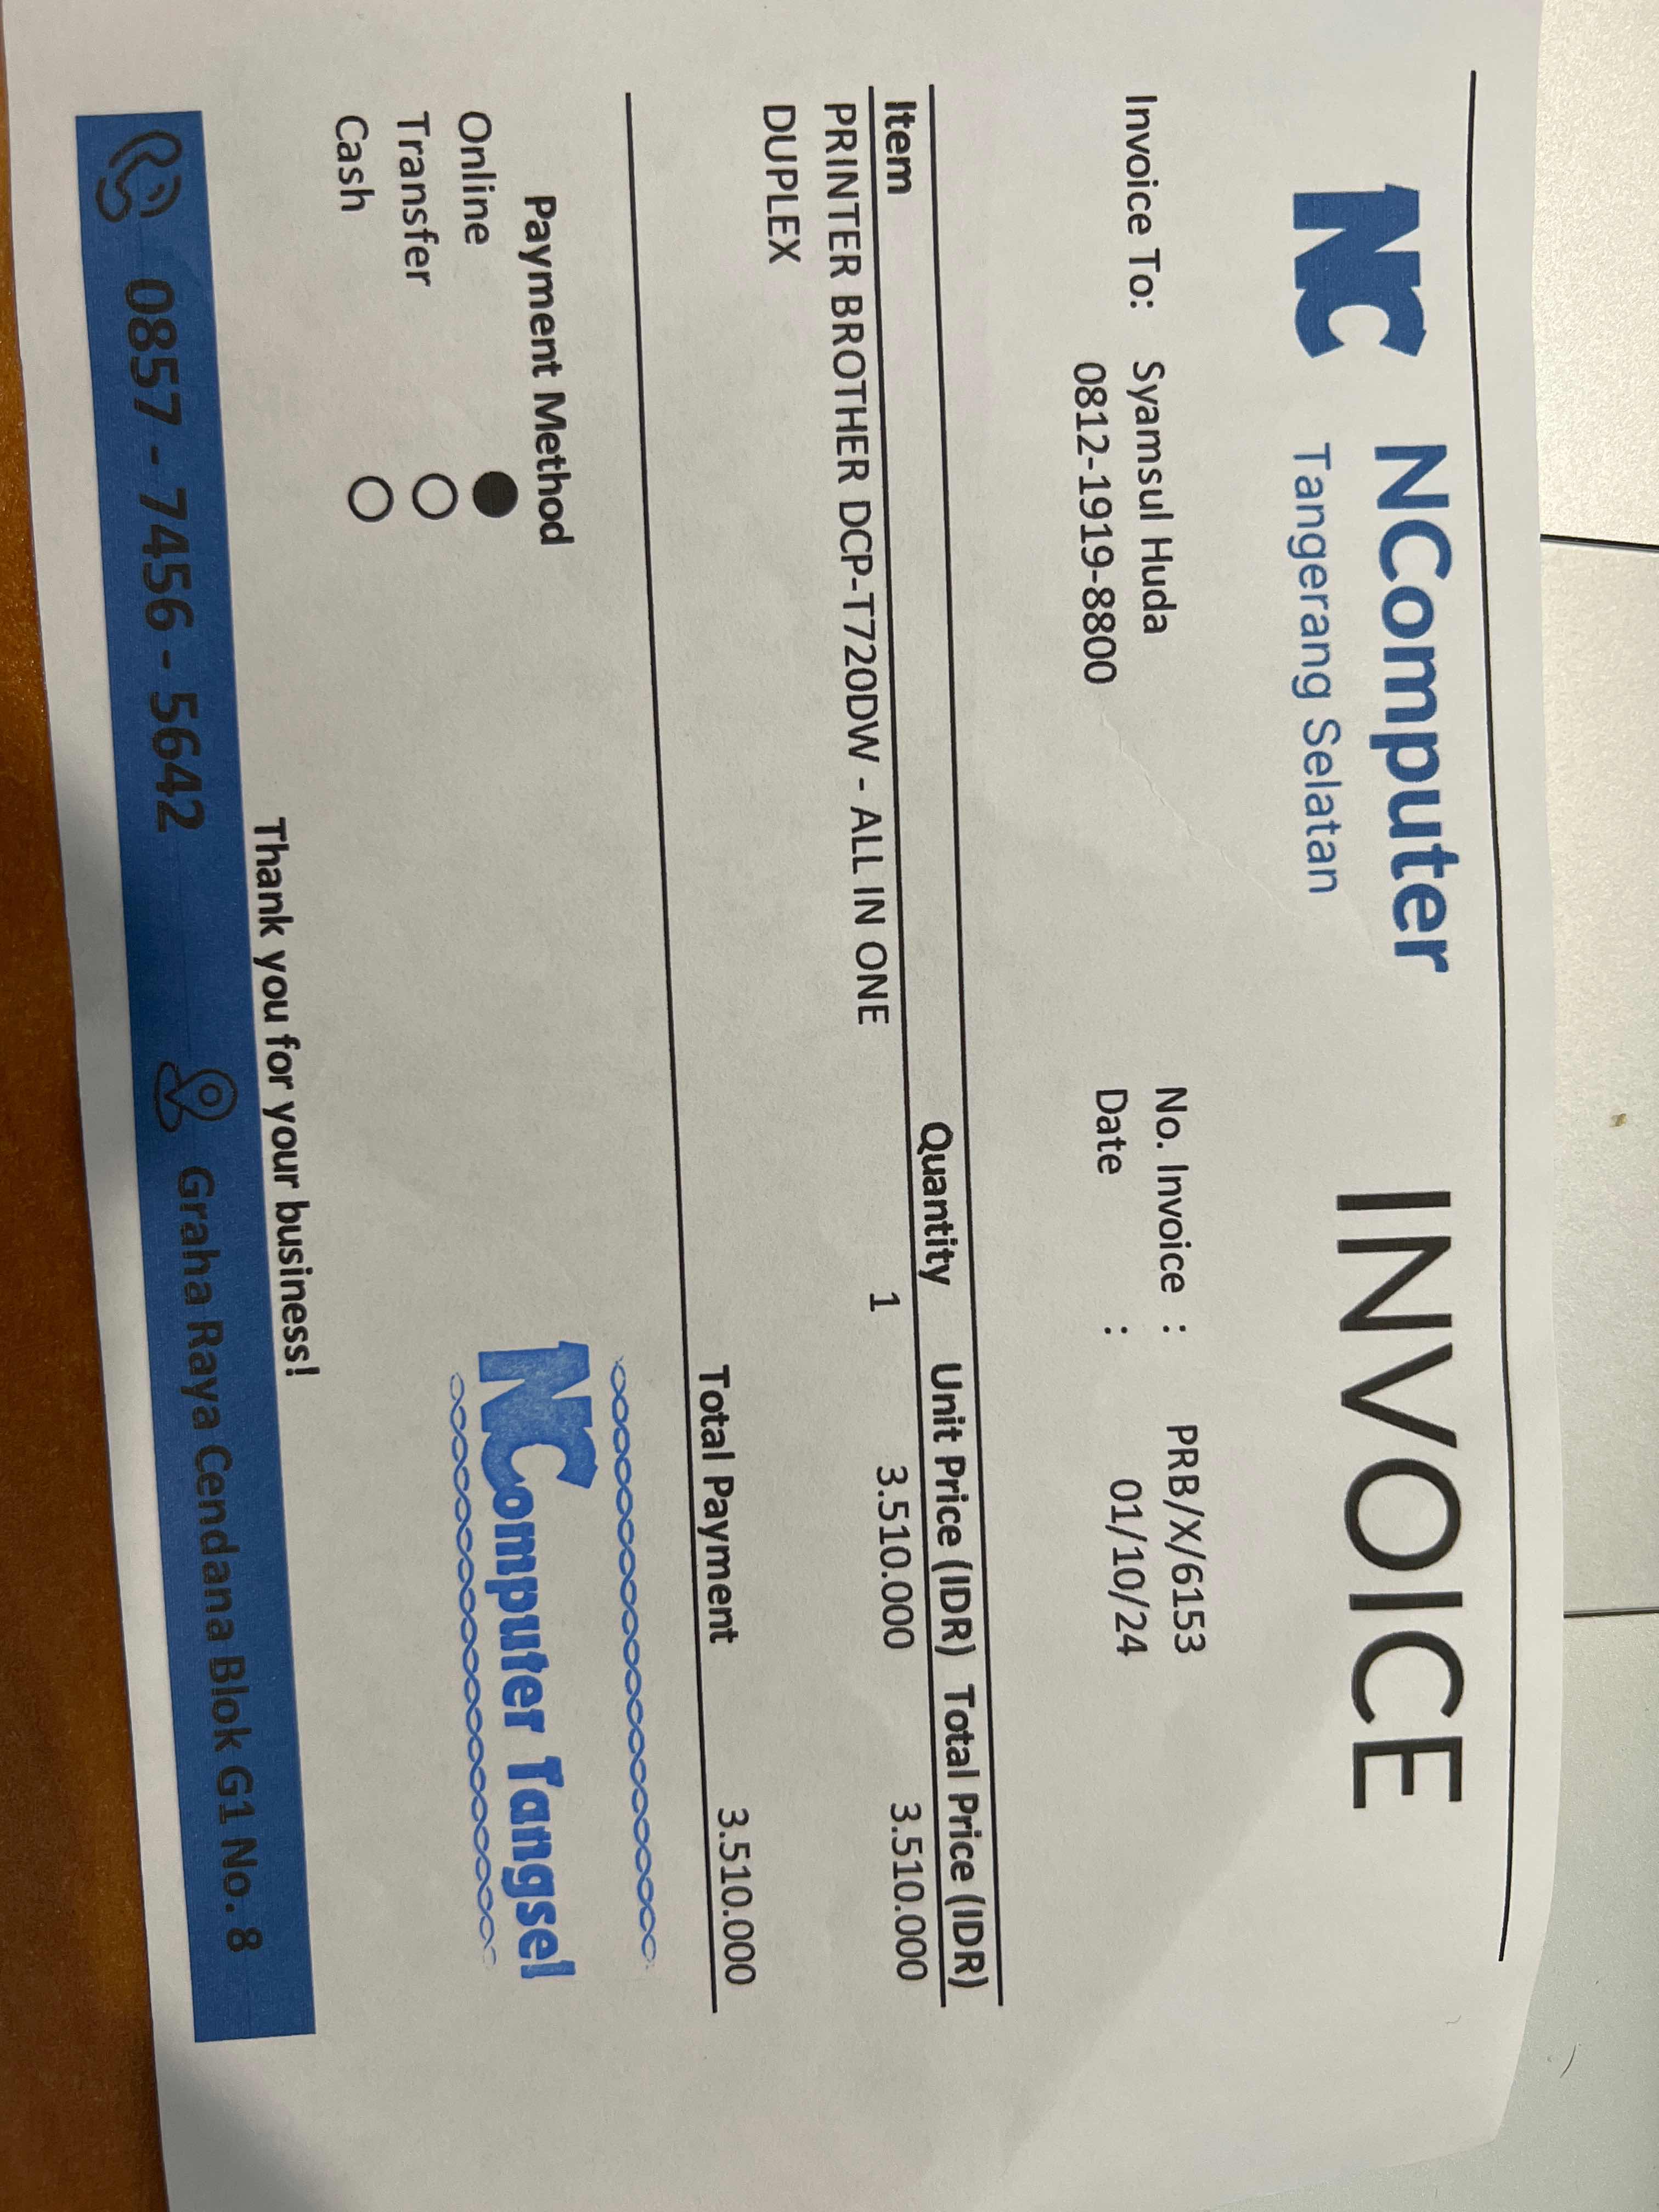 NC NComputer INVOICE
Tangerang Selatan
Invoice To: Syamsul Huda No. Invoice : PRB/X/6153
0812-1919-8800 Date : 01/10/24
Item Quantity Unit Price (IDR) Total Price (IDR)
PRINTER BROTHER DCP-T720DW - ALL IN ONE 1 3.510.000 3.510.000
DUPLEX
Total Payment 3.510.000
Payment Method
Online
Transfer
Cash
NComputer Tangsel
Thank you for your business!
0857 - 7456 - 5642 Graha Raya Cendana Blok G1 No. 8